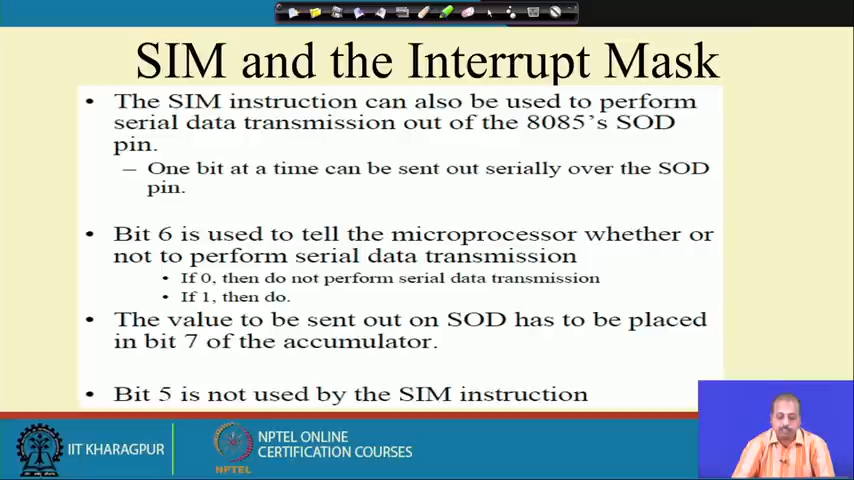 SIM and the Interrupt Mask
• The SIM instruction can also be used to perform
serial data transmission out of the 8085's SOD
pin.
– One bit at a time can be sent out serially over the SOD
pin.
• Bit 6 is used to tell the microprocessor whether or
not to perform serial data transmission
• If 0, then do not perform serial data transmission
• If 1, then do.
• The value to be sent out on SOD has to be placed
in bit 7 of the accumulator.
• Bit 5 is not used by the SIM instruction
IIT KHARAGPUR
NPTEL
NPTEL ONLINE
CERTIFICATION COURSES